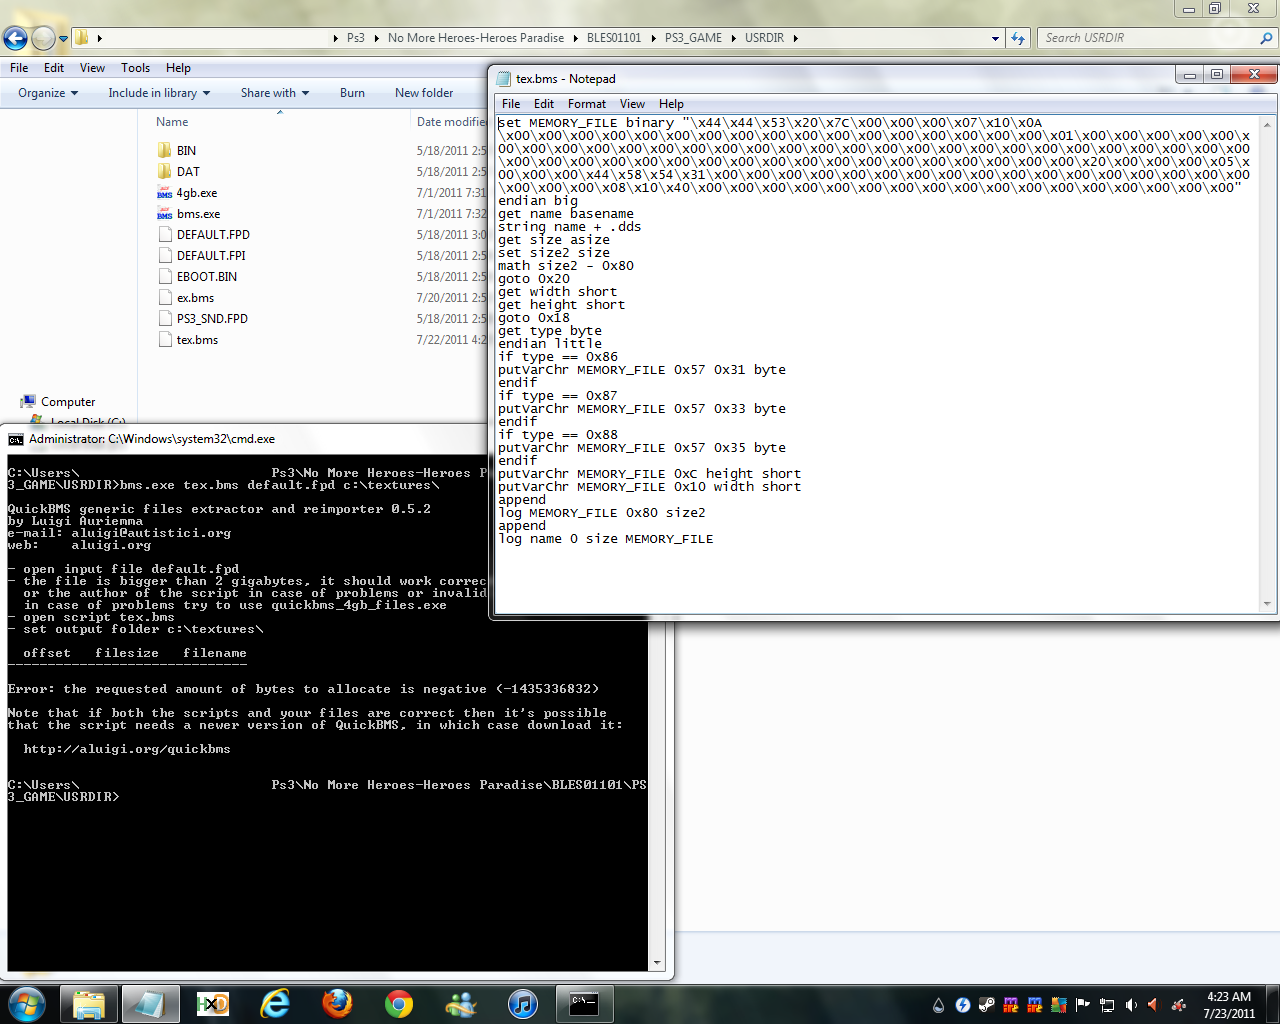 Ps3 No More Heroes-Heroes Paradise BLES01101 PS3_GAME USRDIR
Search USRDIR
File Edit View Tools Help
Organize Include in library Share with Burn New folder
Name Date modifie
BIN 5/18/2011 2:5
DAT 5/18/2011 2:5
4gb.exe 7/1/2011 7:31
bms.exe 7/1/2011 7:32
DEFAULT.FPD 5/18/2011 3:0
DEFAULT.FPI 5/18/2011 2:5
EBOOT.BIN 5/18/2011 2:5
ex.bms 7/20/2011 2:5
PS3_SND.FPD 5/18/2011 2:5
tex.bms 7/22/2011 4:2
Computer
Local Disk (C:)
tex.bms - Notepad
File Edit Format View Help
set MEMORY_FILE binary "\x44\x44\x53\x20\x7C\x00\x00\x00\x07\x10\x0A
\x00\x00\x00\x00\x00\x00\x00\x00\x00\x00\x00\x00\x00\x00\x00\x01\x00\x00\x00\x00\x00\x
00\x00\x00\x00\x00\x00\x00\x00\x00\x00\x00\x00\x00\x00\x00\x00\x00\x00\x00\x00\x00\x00
\x00\x00\x00\x00\x00\x00\x00\x00\x00\x00\x00\x00\x00\x00\x00\x00\x20\x00\x00\x00\x05\x
00\x00\x00\x44\x58\x54\x31\x00\x00\x00\x00\x00\x00\x00\x00\x00\x00\x00\x00\x00\x00\x00
\x00\x00\x00\x08\x10\x40\x00\x00\x00\x00\x00\x00\x00\x00\x00\x00\x00\x00\x00\x00\x00"
endian big
get name basename
string name + .dds
get size asize
set size2 size
math size2 - 0x80
goto 0x20
get width short
get height short
goto 0x18
get type byte
endian little
if type == 0x86
putVarChr MEMORY_FILE 0x57 0x31 byte
endif
if type == 0x87
putVarChr MEMORY_FILE 0x57 0x33 byte
endif
if type == 0x88
putVarChr MEMORY_FILE 0x57 0x35 byte
endif
putVarChr MEMORY_FILE 0xC height short
putVarChr MEMORY_FILE 0x10 width short
append
log MEMORY_FILE 0x80 size2
append
log name 0 size MEMORY_FILE
Administrator: C:\Windows\system32\cmd.exe
C:\Users\ Ps3\No More Heroes-Heroes P
3_GAME\USRDIR>bms.exe tex.bms default.fpd c:\textures\
QuickBMS generic files extractor and reimporter 0.5.2
by Luigi Auriemma
e-mail: aluigi@autistici.org
web: aluigi.org
- open input file default.fpd
- the file is bigger than 2 gigabytes, it should work correc
or the author of the script in case of problems or invalid
in case of problems try to use quickbms_4gb_files.exe
- open script tex.bms
- set output folder c:\textures\
offset filesize filename
------------------------------
Error: the requested amount of bytes to allocate is negative (-1435336832)
Note that if both the scripts and your files are correct then it's possible
that the script needs a newer version of QuickBMS, in which case download it:
http://aluigi.org/quickbms
C:\Users\ Ps3\No More Heroes-Heroes Paradise\BLES01101\PS
3_GAME\USRDIR>
4:23 AM
7/23/2011